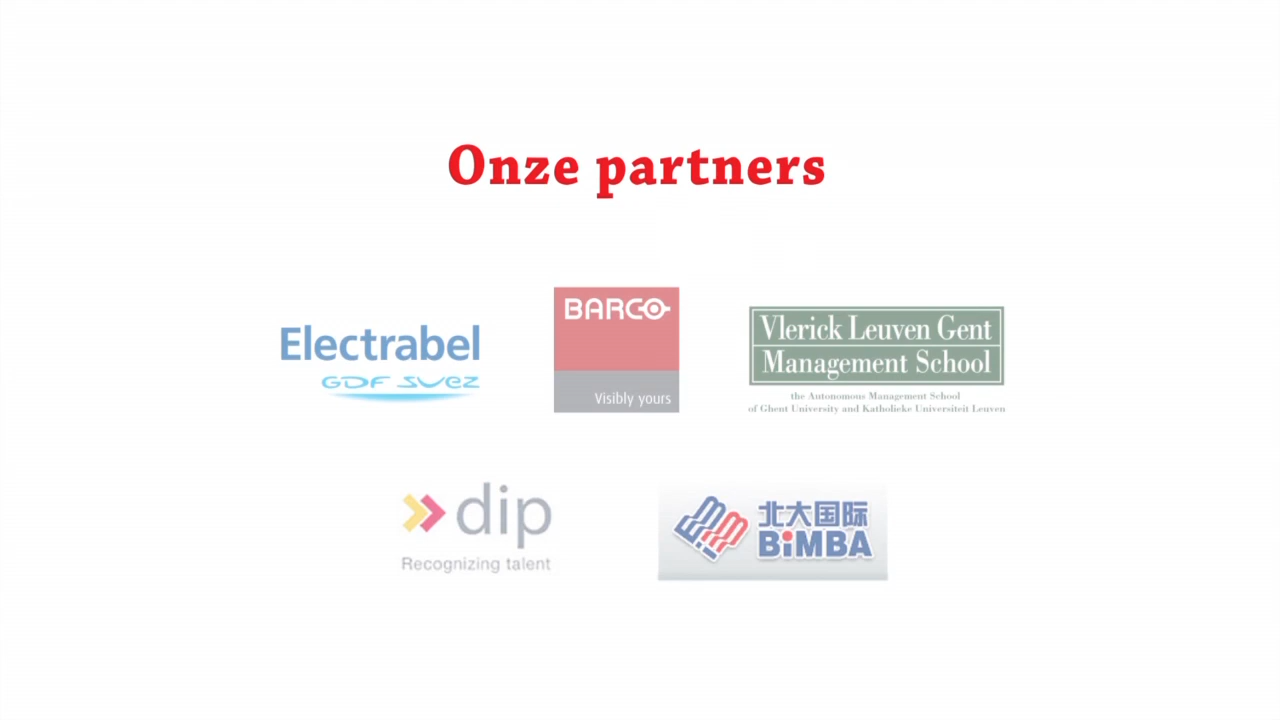 Onze partners
Electrabel
GDF SUEZ
BARCO
Visibly yours
Vlerick Leuven Gent
Management School
the Autonomous Management School
of Ghent University and Katholieke Universiteit Leuven
dip
Recognizing talent
北大国际
BiMBA